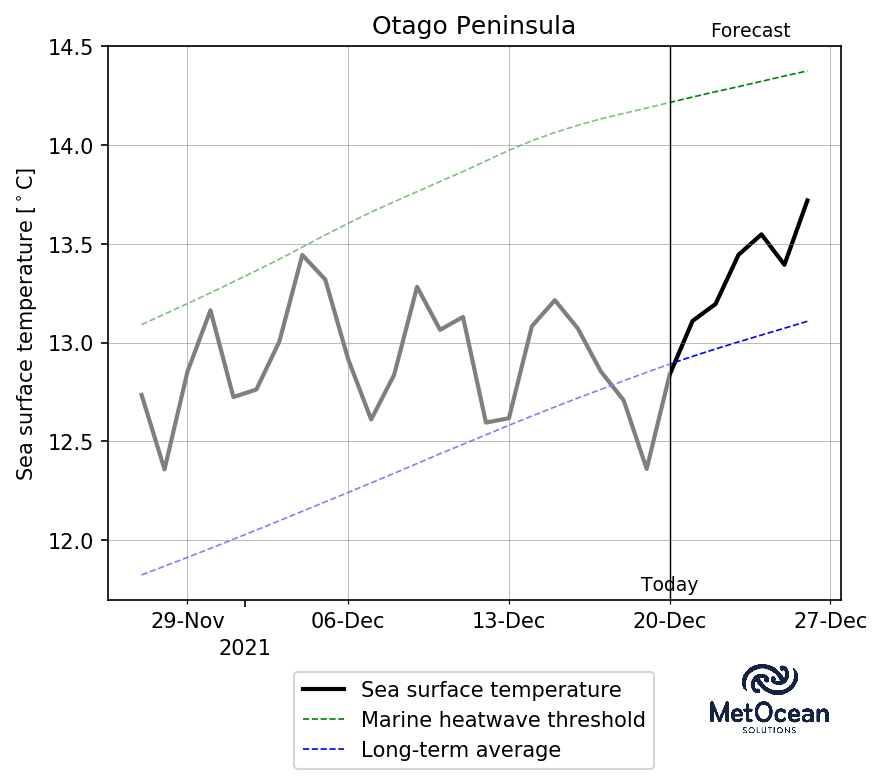 Otago Peninsula
Forecast
Sea surface temperature [°C]
14.5
14.0
13.5
13.0
12.5
12.0
Today
29-Nov 06-Dec 13-Dec 20-Dec 27-Dec
2021
Sea surface temperature
Marine heatwave threshold
Long-term average
MetOcean
SOLUTIONS